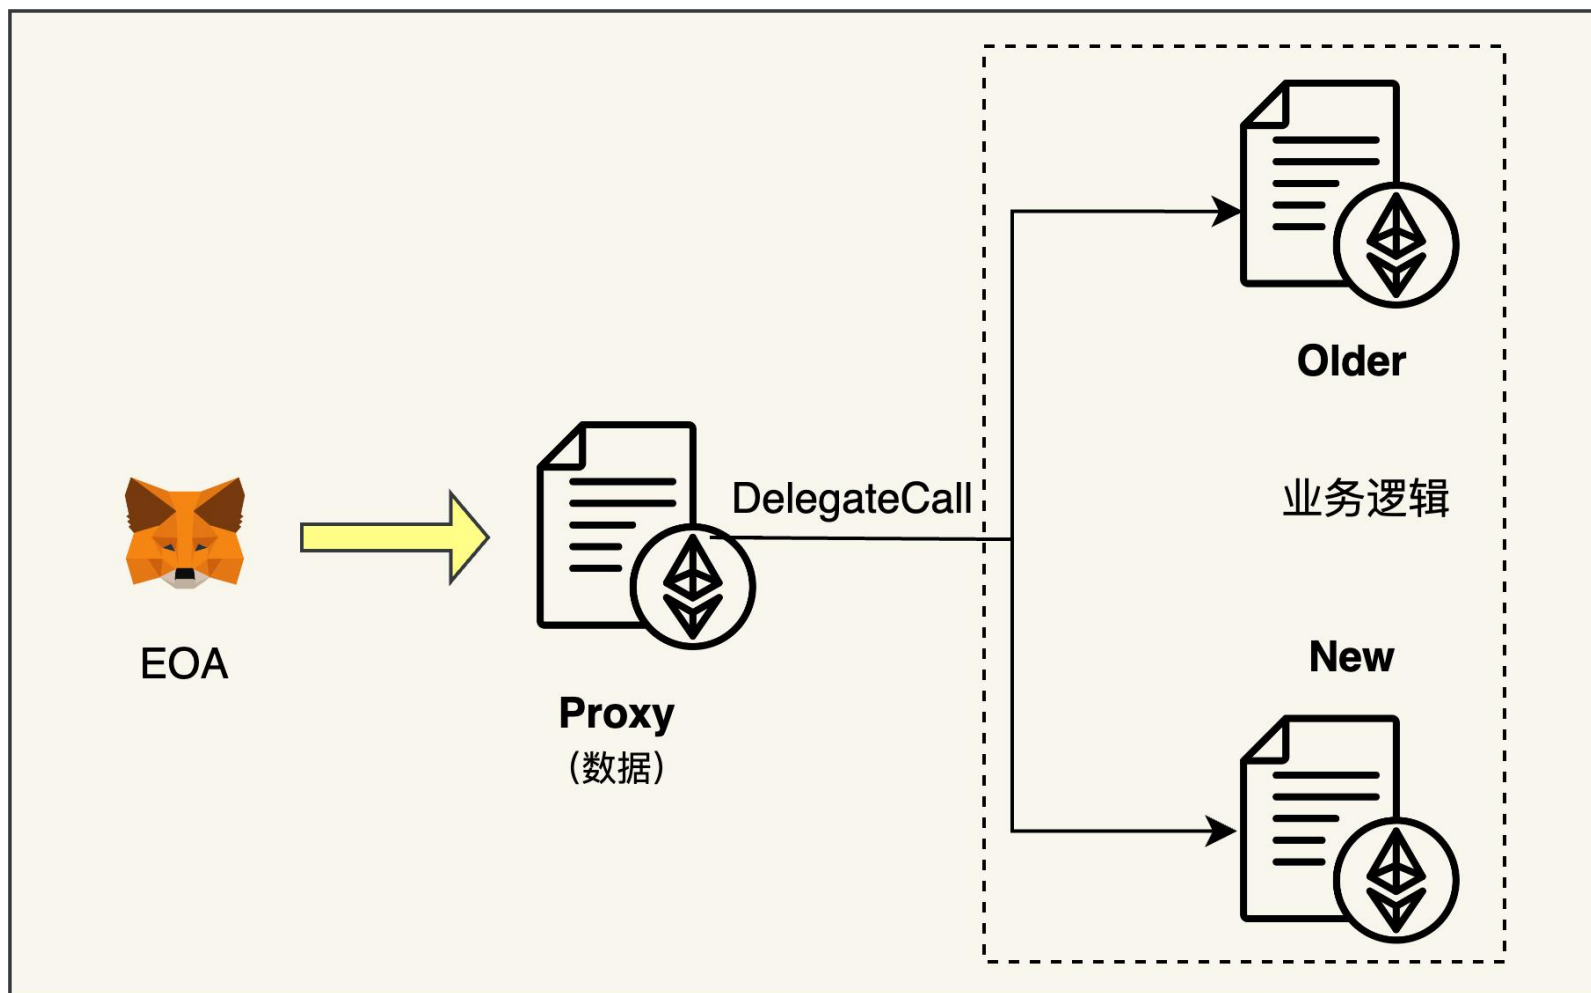 Older
DelegateCall
业务逻辑
EOA
New
Proxy
（数据）